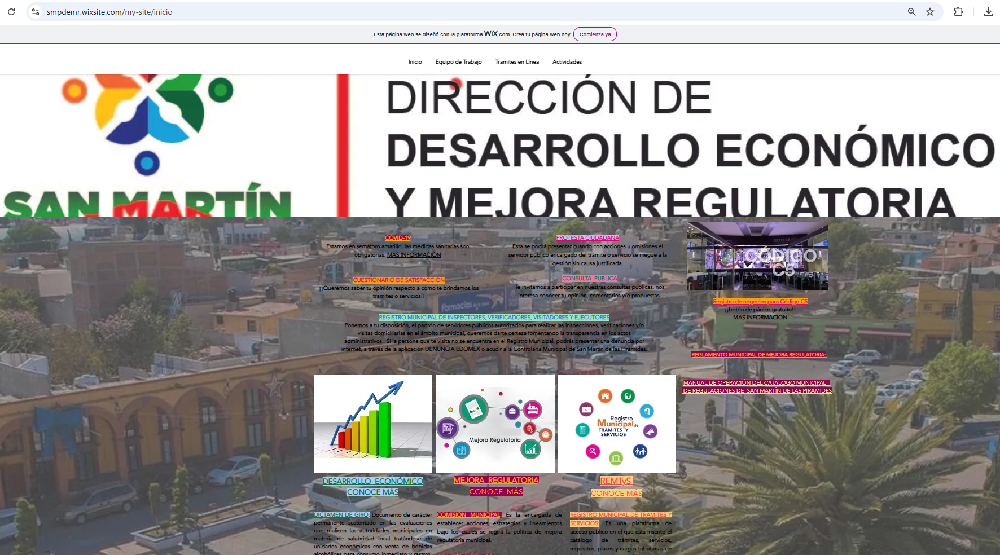 smpdemr.wixsite.com/my-site/inicio
Esta página web se diseñó con la plataforma WiX.com. Crea tu página web hoy. Comienza ya
Inicio Equipo de Trabajo Tramites en Línea Actividades
DIRECCIÓN DE
DESARROLLO ECONÓMICO
Y MEJORA REGULATORIA
SAN MARTÍN
COVID-19
Estamos en semáforo amarillo, las medidas sanitarias son
obligatorias. MAS INFORMACIÓN
PROTESTA CIUDADANA
Esta se podrá presentar cuando con acciones u omisiones el
servidor público encargado del trámite o servicio se niegue a la
gestión sin causa justificada.
CUESTIONARIO DE SATISFACCIÓN
¡¡Queremos saber tu opinión respecto a como te brindamos los
tramites o servicios!!
CONSULTA PUBLICA
Te invitamos a participar en nuestras consultas públicas, nos
interesa conocer tu opinión, comentarios y/o propuestas.
EDOMEX
CÓDIGO
C5
Registro de negocios para Código C5
¡¡botón de pánico gratuito!!
MAS INFORMACION
Farmacias
REGISTRO MUNICIPAL DE INSPECTORES, VERIFICADORES, VISITADORES Y EJECUTORES
Ponemos a tu disposición, el padrón de servidores públicos autorizados para realizar las inspecciones, verificaciones y/o
visitas domiciliarias en el ámbito municipal, queremos darte certeza fomentando la transparencia en los actos
administrativos. Si la persona que te visita no se encuentra en el Registro Municipal, podrás presentar una denuncia por
internet, a través de la aplicación DENUNCIA EDOMEX o acudir a la Controlaría Municipal de San Martín de las Pirámides.
REGLAMENTO MUNICIPAL DE MEJORA REGULATORIA:
MANUAL DE OPERACIÓN DEL CATÁLOGO MUNICIPAL
DE REGULACIONES DE SAN MARTÍN DE LAS PIRÁMIDES
Mejora Regulatoria
Registro
Municipal de
TRÁMITES Y
SERVICIOS
DESARROLLO ECONÓMICO
CONOCE MÁS
MEJORA REGULATORIA
CONOCE MÁS
REMTyS
CONOCE MÁS
DICTAMEN DE GIRO: Documento de carácter
permanente sustentado en las evaluaciones
que realicen las autoridades municipales en
materia de salubridad local tratándose de
unidades económicas con venta de bebidas
alcohólicas para consumo inmediato y rastros,
COMISIÓN MUNICIPAL: Es la encargada de
establecer acciones, estrategias y lineamientos
bajo los cuales se regirá la política de mejora
regulatoria municipal.
REGISTRO MUNICIPAL DE TRAMITES Y
SERVICIOS: Es una plataforma de
acceso público en el que esta inscrito el
catálogo de trámites, servicios,
requisitos, plazos y cargas tributarias de